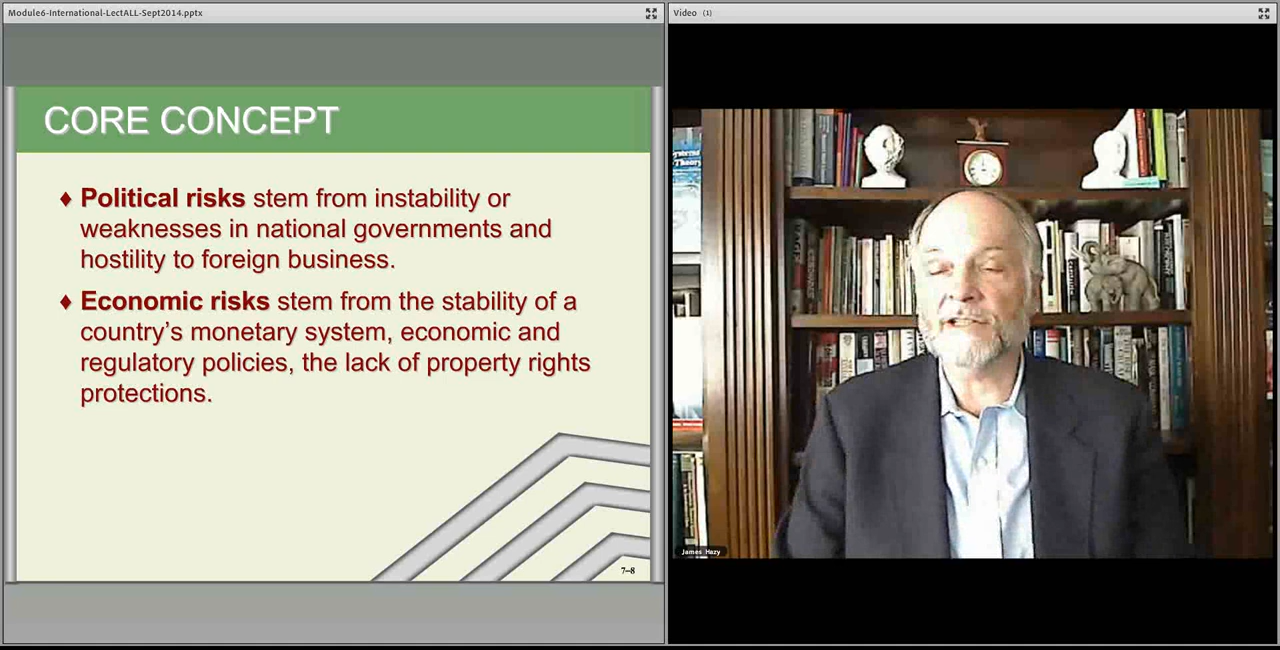 Module6-International-LectALL-Sept2014.pptx
Video (1)
CORE CONCEPT
♦ Political risks stem from instability or
weaknesses in national governments and
hostility to foreign business.
♦ Economic risks stem from the stability of a
country's monetary system, economic and
regulatory policies, the lack of property rights
protections.
7–8
James Hazy